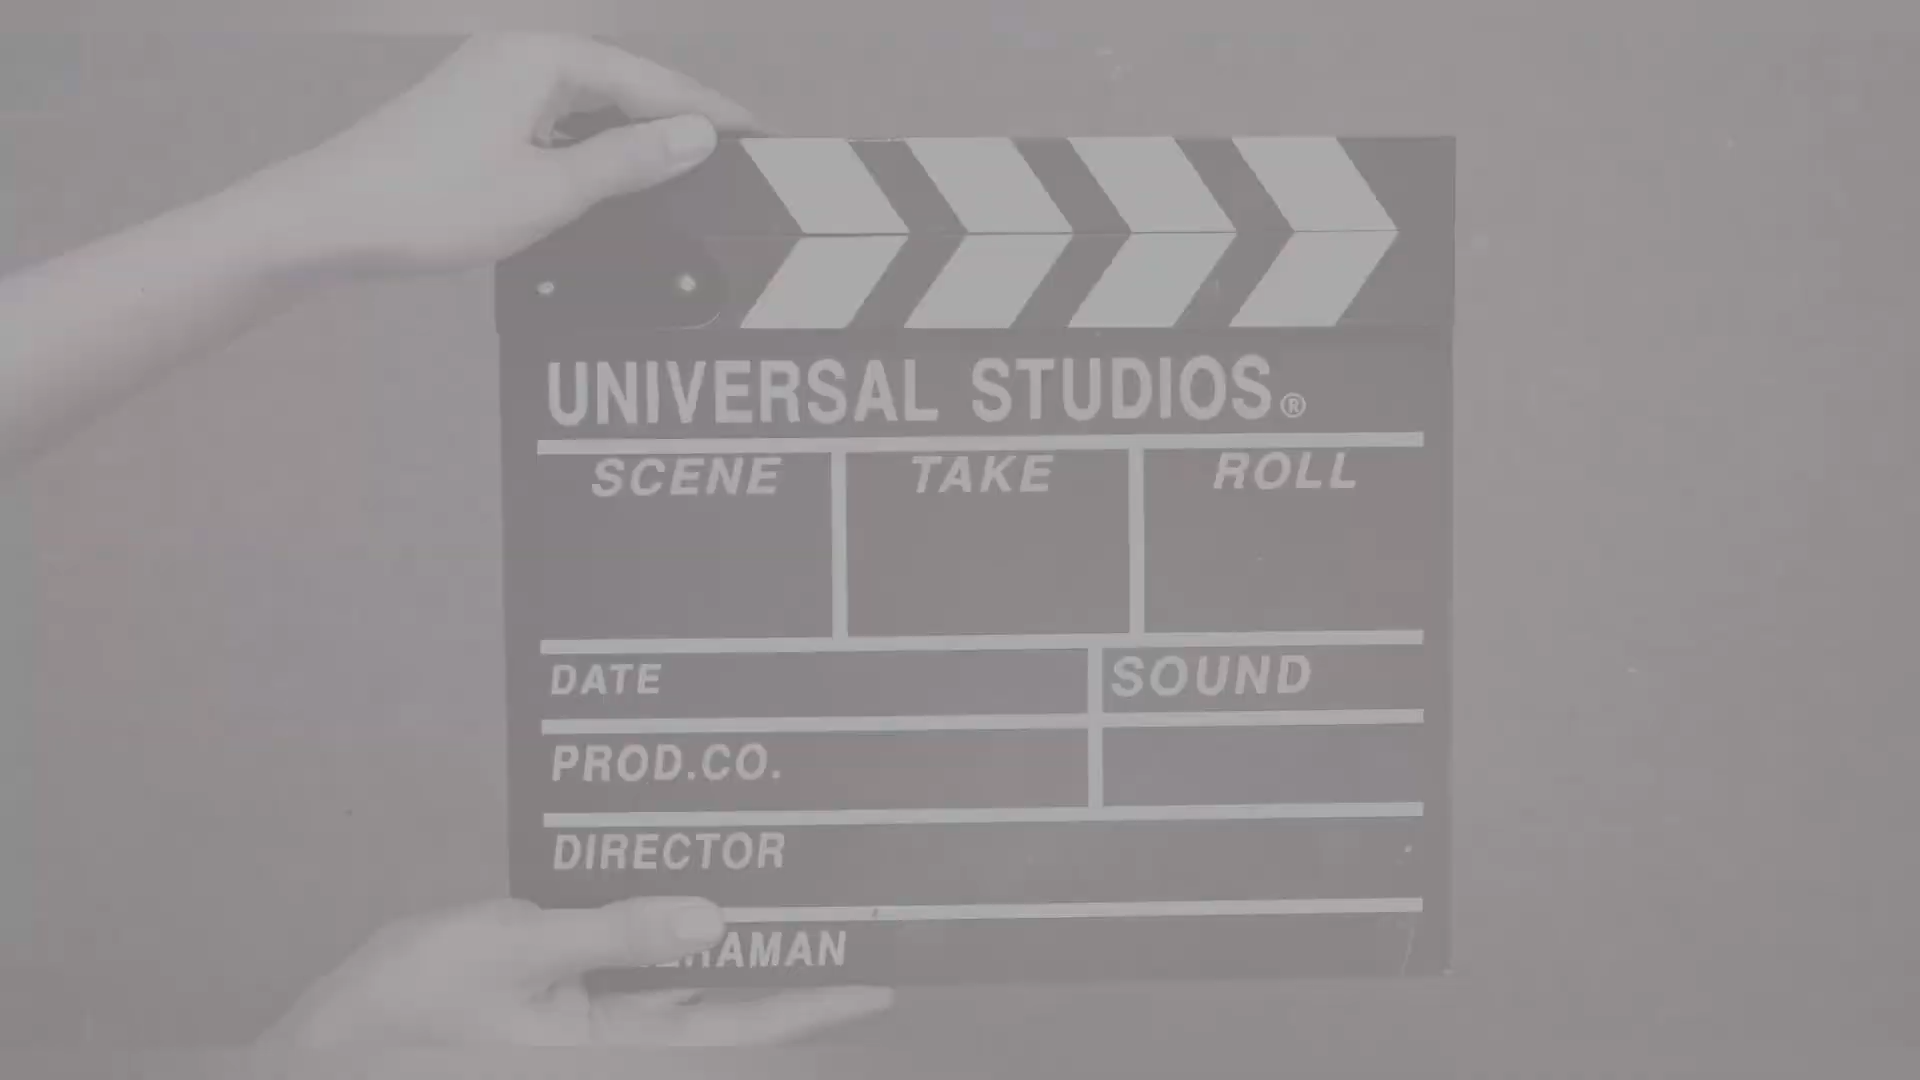 UNIVERSAL STUDIOS®
SCENE TAKE ROLL
DATE SOUND
PROD.CO.
DIRECTOR